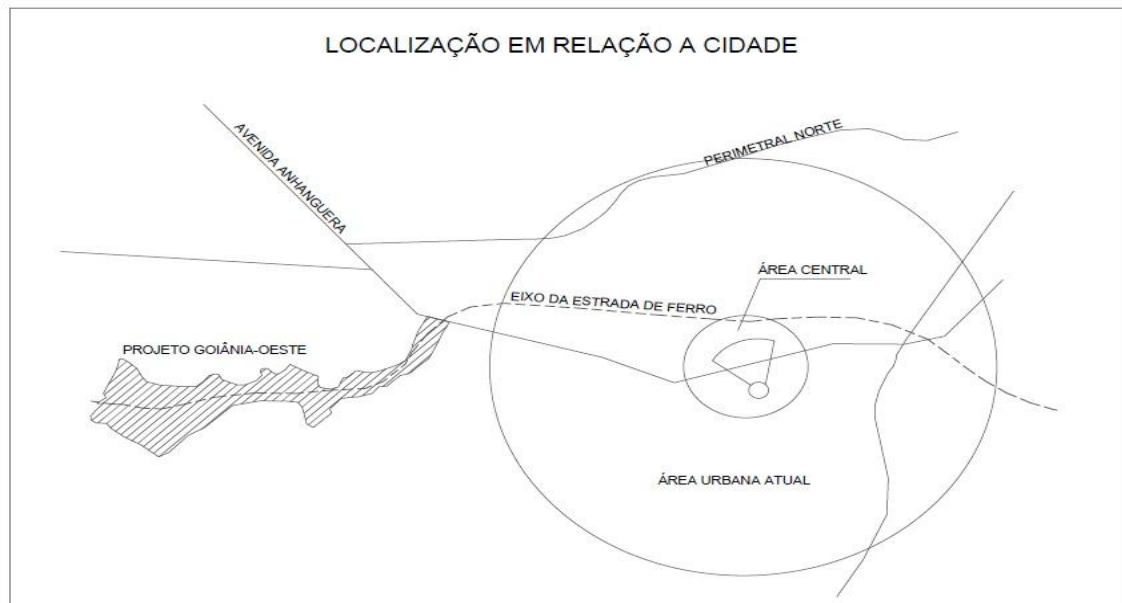 LOCALIZAÇÃO EM RELAÇÃO A CIDADE
AVENIDA ANHANGUERA
PERIMETRAL NORTE
ÁREA CENTRAL
EIXO DA ESTRADA DE FERRO
PROJETO GOIÂNIA-OESTE
ÁREA URBANA ATUAL